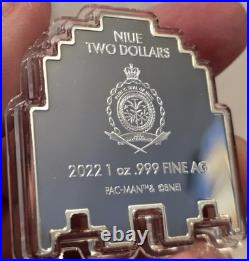 NIUE
TWO DOLLARS
2022 1 oz .999 FINE AG
PAC-MAN™& ©BNEI